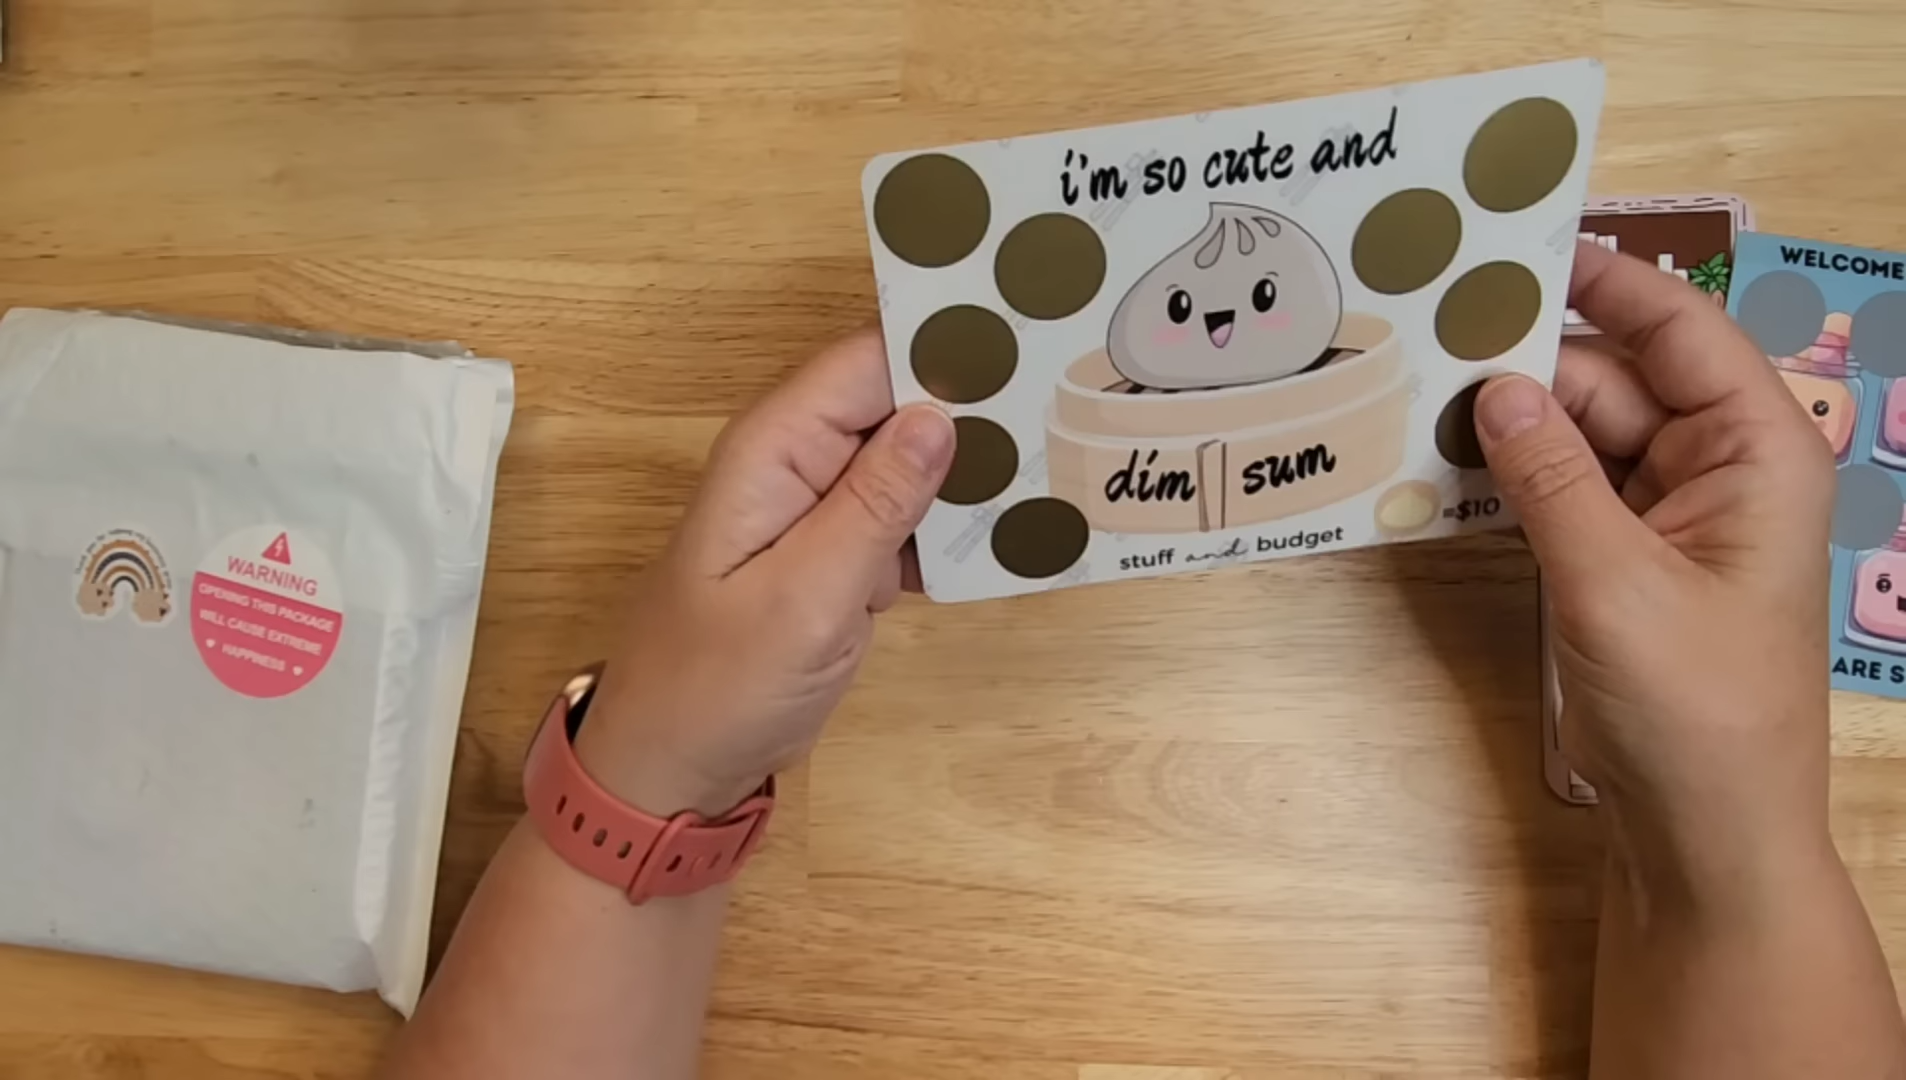 i'm so cute and
dim sum
=$10
stuff and budget
WARNING
OPENING THIS PACKAGE
WILL CAUSE EXTREME
HAPPINESS
WELCOME
ARE S